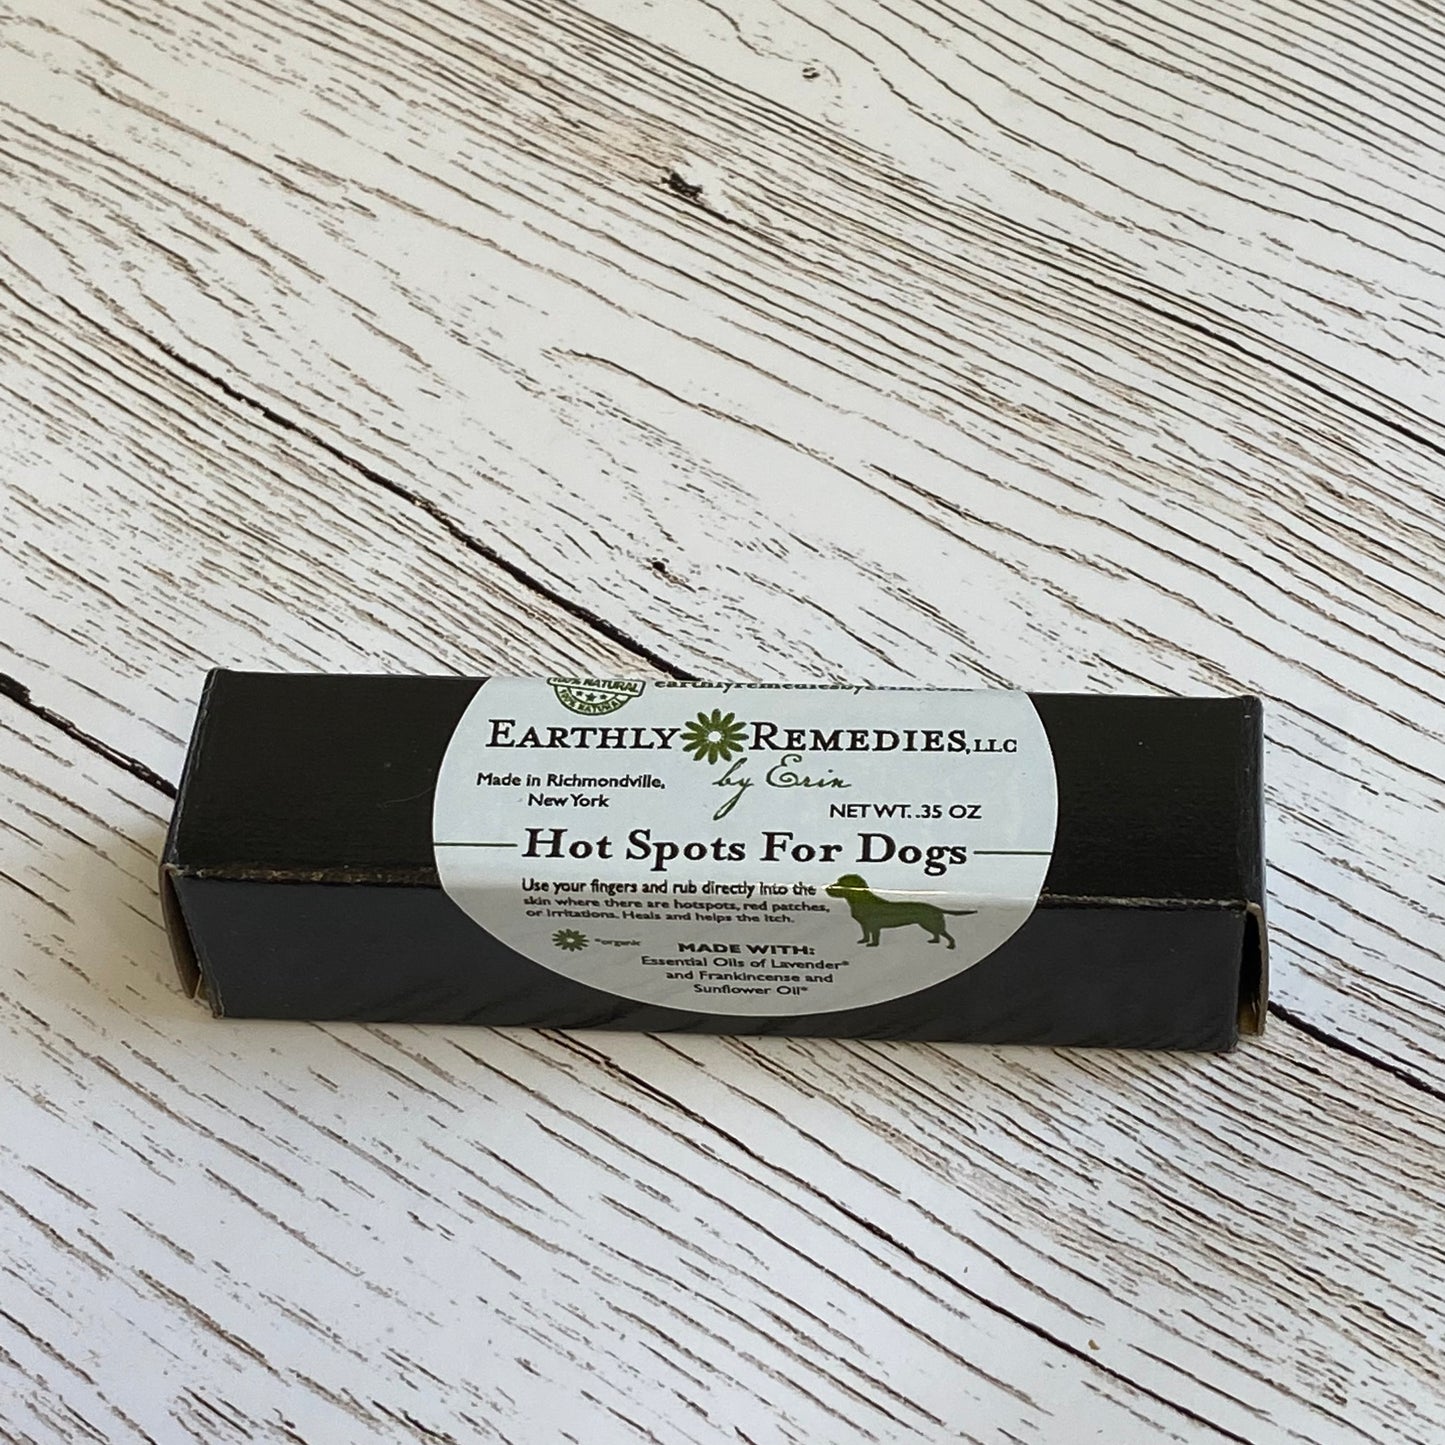 100% NATURAL
100% NATURAL
earthlyremediesbyerin.com
EARTHLY REMEDIES, LLC
by Erin
Made in Richmondville,
New York
NET WT. .35 OZ
Hot Spots For Dogs
Use your fingers and rub directly into the
skin where there are hotspots, red patches,
or irritations. Heals and helps the itch.
*organic
MADE WITH:
Essential Oils of Lavender*
and Frankincense and
Sunflower Oil*